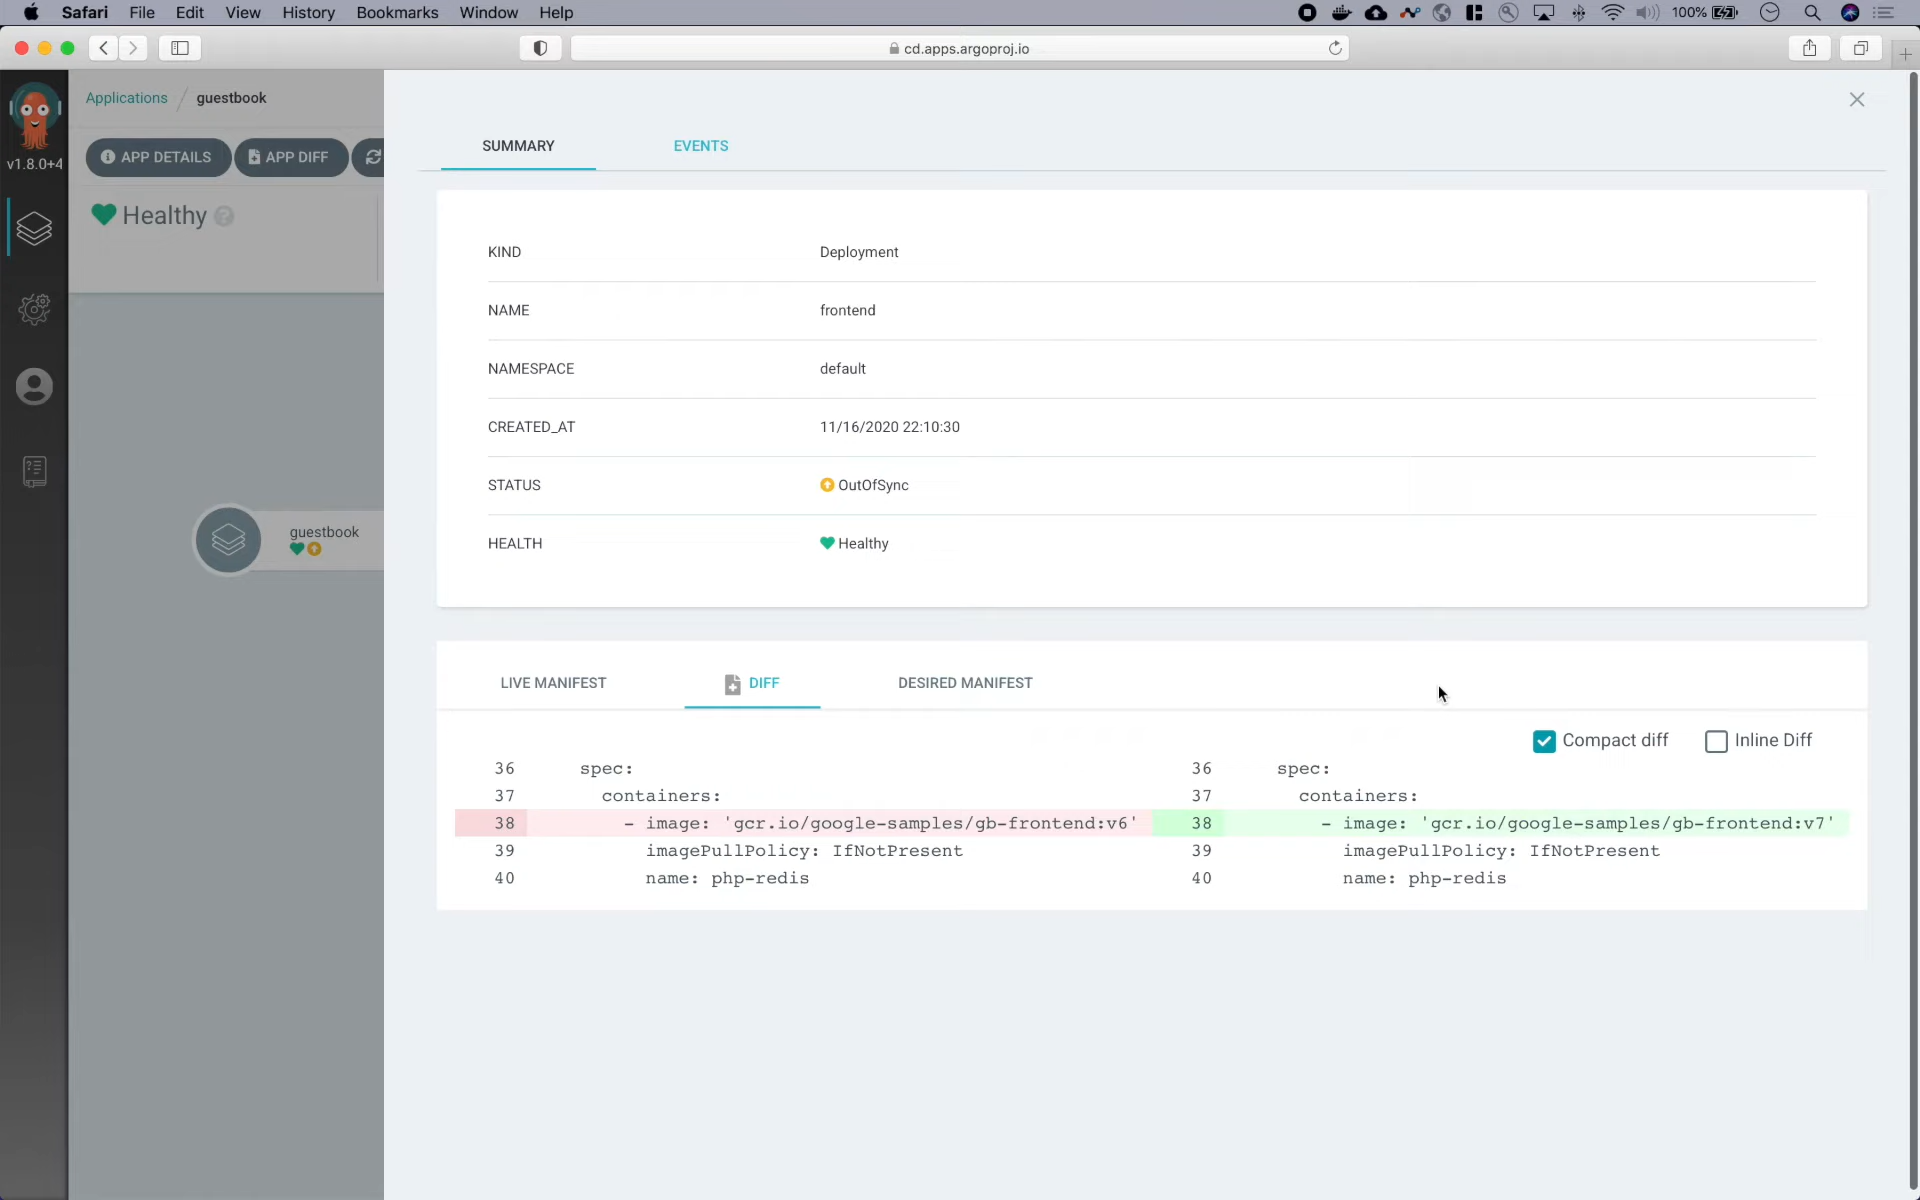 Safari File Edit View History Bookmarks Window Help 100%
cd.apps.argoproj.io
Applications / guestbook
v1.8.0+4
APP DETAILS APP DIFF
Healthy
guestbook
SUMMARY EVENTS
KIND Deployment
NAME frontend
NAMESPACE default
CREATED_AT 11/16/2020 22:10:30
STATUS OutOfSync
HEALTH Healthy
LIVE MANIFEST DIFF DESIRED MANIFEST
Compact diff Inline Diff
36 spec: 36 spec:
37 containers: 37 containers:
38 - image: 'gcr.io/google-samples/gb-frontend:v6' 38 - image: 'gcr.io/google-samples/gb-frontend:v7'
39 imagePullPolicy: IfNotPresent 39 imagePullPolicy: IfNotPresent
40 name: php-redis 40 name: php-redis